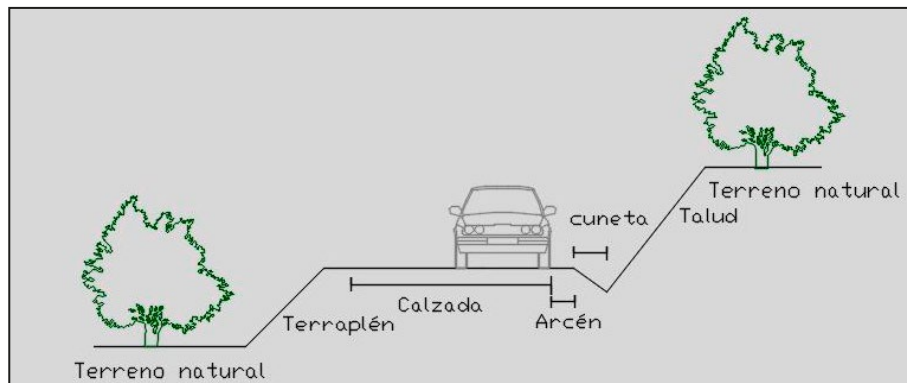 Terreno natural
cuneta
Talud
Calzada
Terraplén
Arcén
Terreno natural